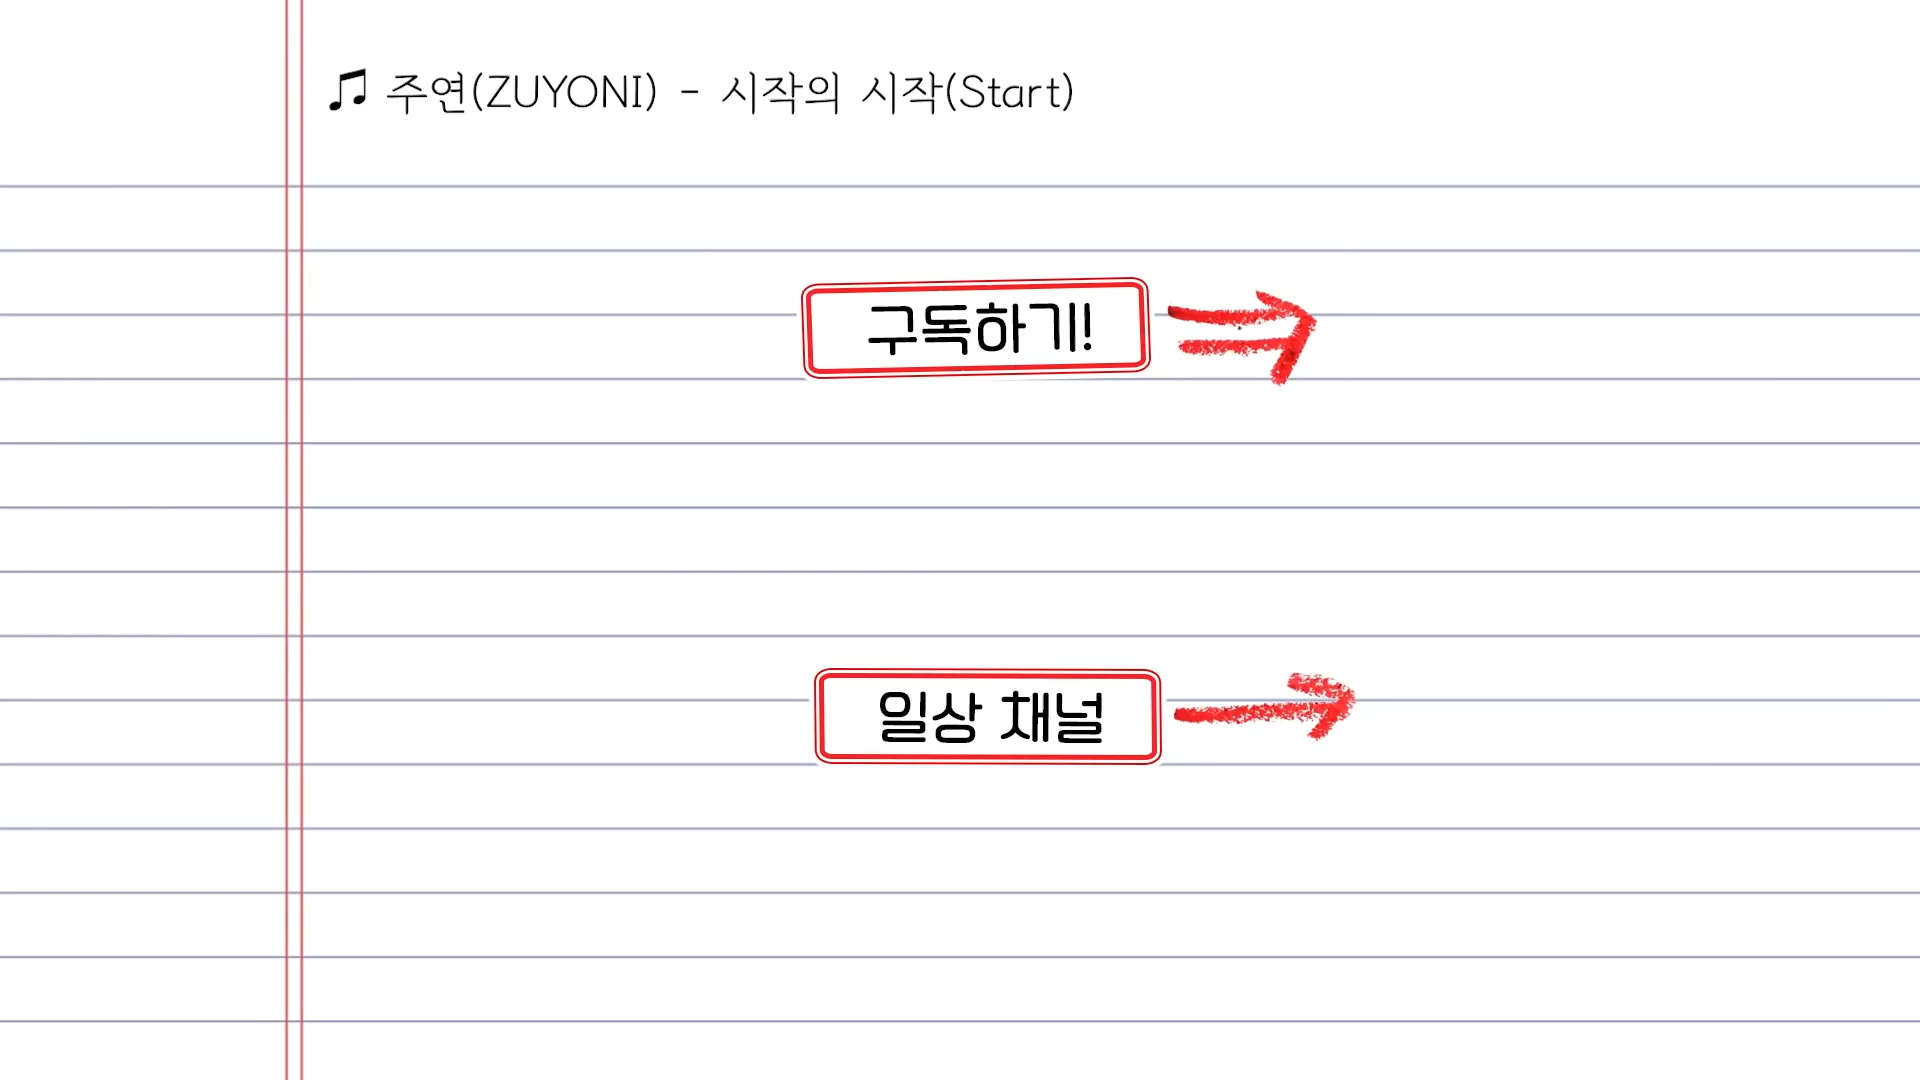 ♫ 주연(ZUYONI) - 시작의 시작(Start)
구독하기!
일상 채널